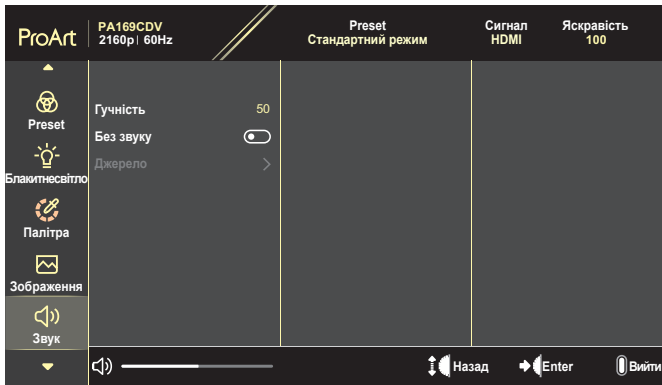 ProArt
PA169CDV
2160p | 60Hz
Preset
Стандартний режим
Сигнал
HDMI
Яскравість
100
Preset
Блакитнесвітло
Палітра
Зображення
Звук
Гучність 50
Без звуку
Джерело
Назад
Enter
Вийти